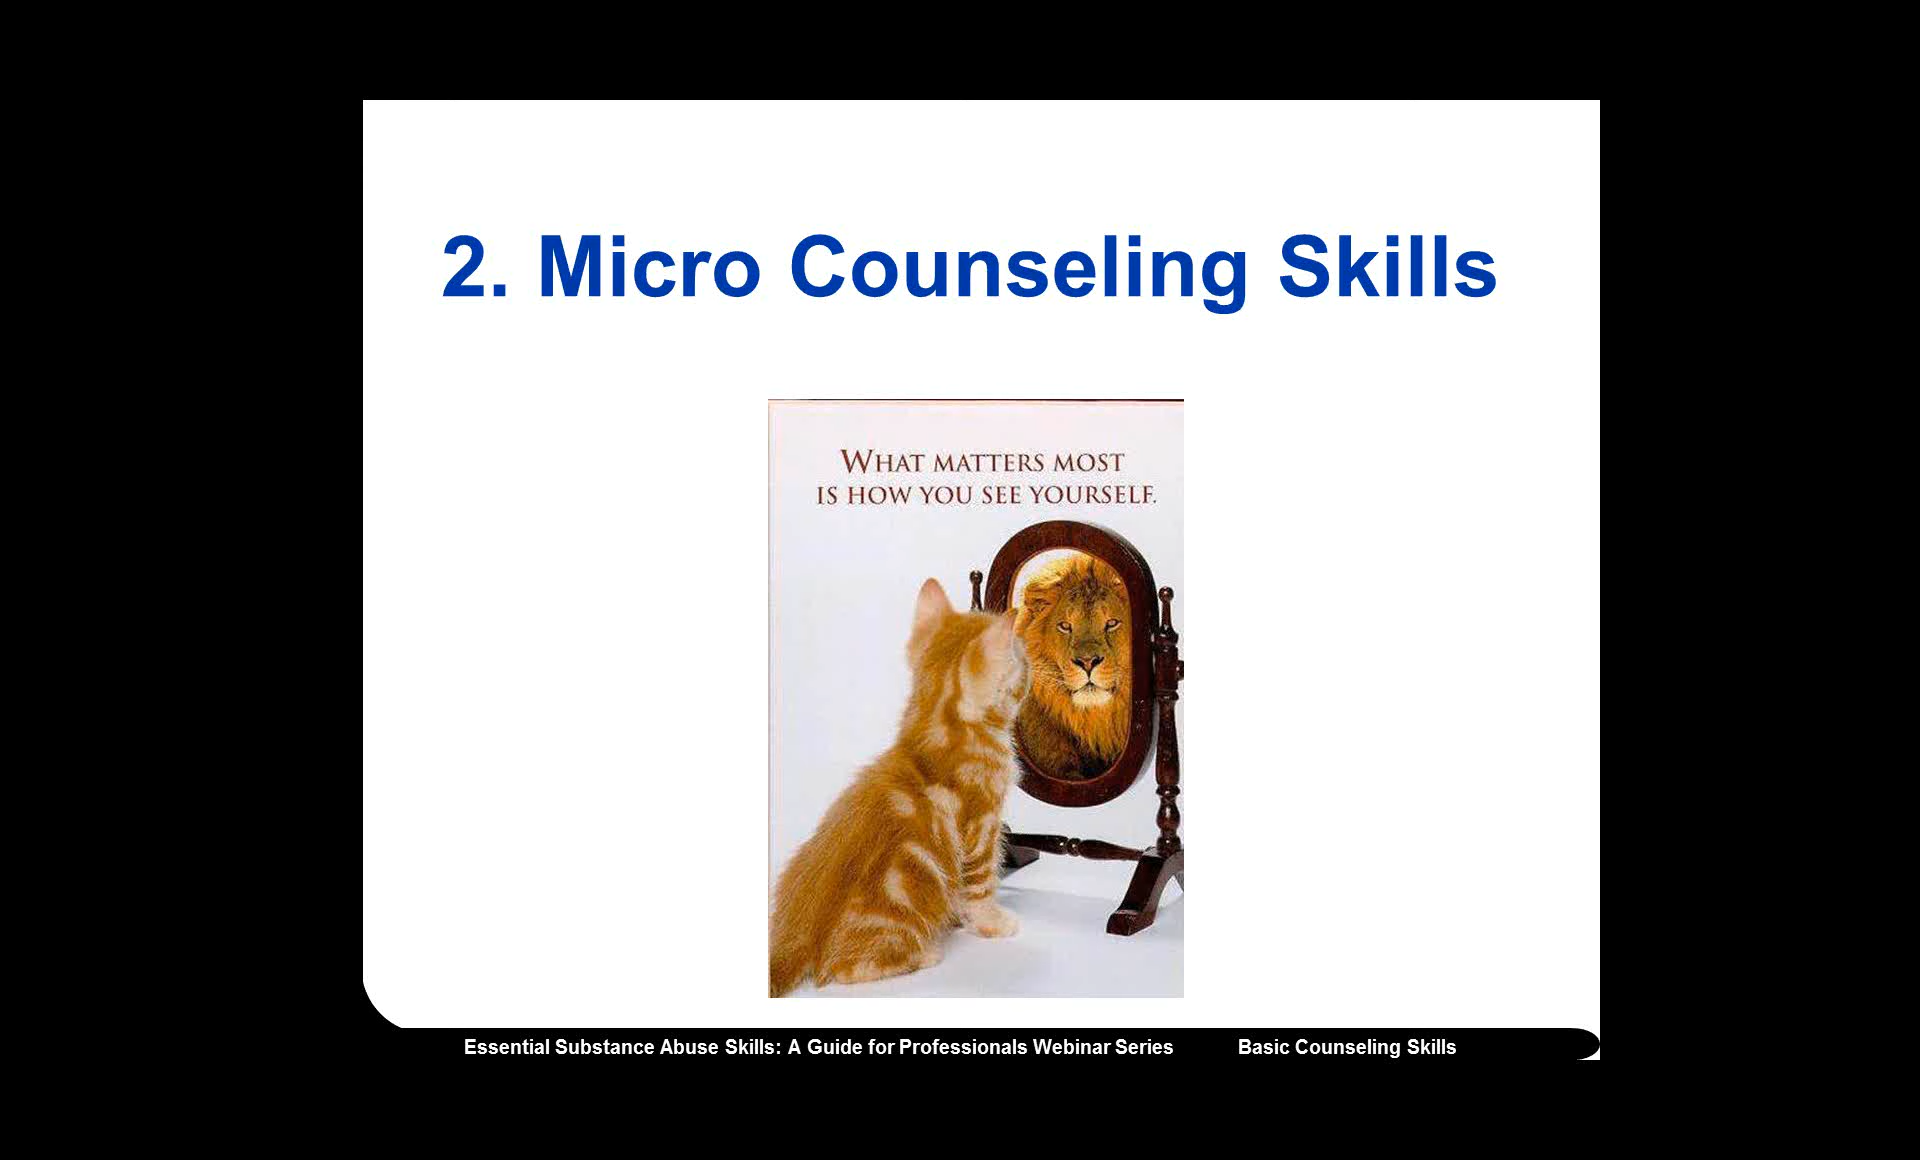 2. Micro Counseling Skills
WHAT MATTERS MOST
IS HOW YOU SEE YOURSELF.
Essential Substance Abuse Skills: A Guide for Professionals Webinar Series Basic Counseling Skills